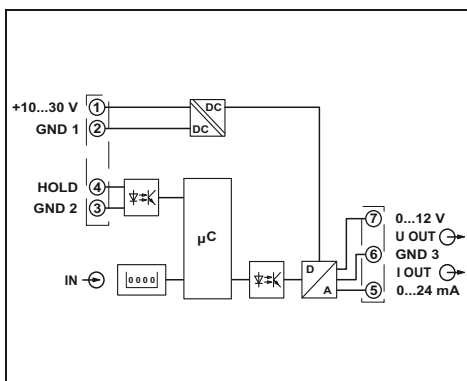 +10...30 V 1
GND 1 2
DC
DC
HOLD 4
GND 2 3
µC
IN
0000
D
A
7 0...12 V
U OUT
6 GND 3
I OUT
5 0...24 mA